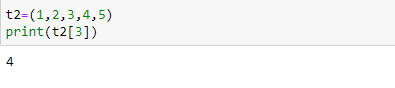 t2=(1,2,3,4,5)
print(t2[3])
4